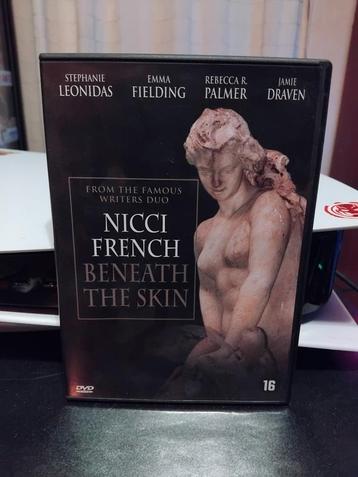 STEPHANIE
LEONIDAS
EMMA
FIELDING
REBECCA R.
PALMER
JAMIE
DRAVEN
FROM THE FAMOUS
WRITERS DUO
NICCI
FRENCH
BENEATH
THE SKIN
DVD
16